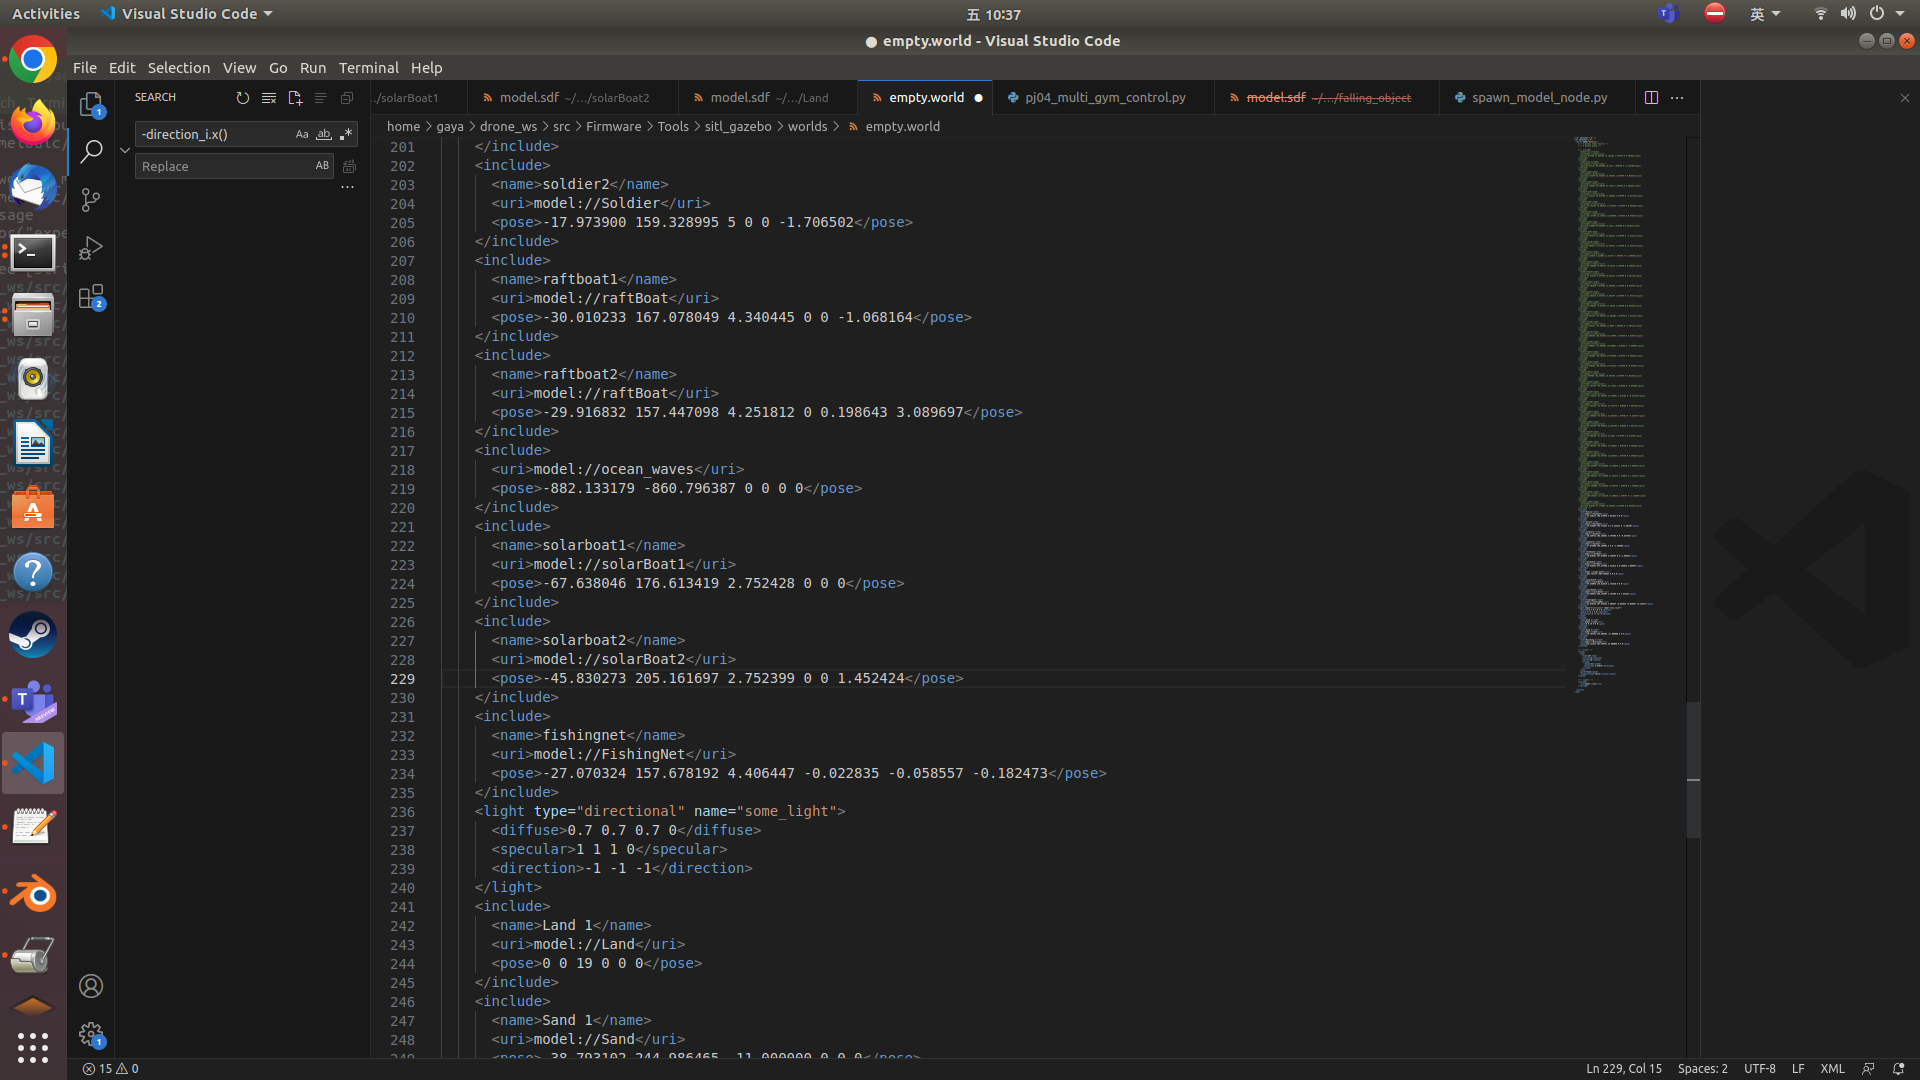 Activities
Visual Studio Code
五 10:37
英
● empty.world - Visual Studio Code
File Edit Selection View Go Run Terminal Help
SEARCH
-direction_i.x()
Aa ab
Replace
AB
../solarBoat1
model.sdf ~/.../solarBoat2
model.sdf ~/.../Land
empty.world ●
pj04_multi_gym_control.py
model.sdf ~/.../falling_object
spawn_model_node.py
home > gaya > drone_ws > src > Firmware > Tools > sitl_gazebo > worlds > empty.world
201 </include>
202 <include>
203 <name>soldier2</name>
204 <uri>model://Soldier</uri>
205 <pose>-17.973900 159.328995 5 0 0 -1.706502</pose>
206 </include>
207 <include>
208 <name>raftboat1</name>
209 <uri>model://raftBoat</uri>
210 <pose>-30.010233 167.078049 4.340445 0 0 -1.068164</pose>
211 </include>
212 <include>
213 <name>raftboat2</name>
214 <uri>model://raftBoat</uri>
215 <pose>-29.916832 157.447098 4.251812 0 0.198643 3.089697</pose>
216 </include>
217 <include>
218 <uri>model://ocean_waves</uri>
219 <pose>-882.133179 -860.796387 0 0 0 0</pose>
220 </include>
221 <include>
222 <name>solarboat1</name>
223 <uri>model://solarBoat1</uri>
224 <pose>-67.638046 176.613419 2.752428 0 0 0</pose>
225 </include>
226 <include>
227 <name>solarboat2</name>
228 <uri>model://solarBoat2</uri>
229 <pose>-45.830273 205.161697 2.752399 0 0 1.452424</pose>
230 </include>
231 <include>
232 <name>fishingnet</name>
233 <uri>model://FishingNet</uri>
234 <pose>-27.070324 157.678192 4.406447 -0.022835 -0.058557 -0.182473</pose>
235 </include>
236 <light type="directional" name="some_light">
237 <diffuse>0.7 0.7 0.7 0</diffuse>
238 <specular>1 1 1 0</specular>
239 <direction>-1 -1 -1</direction>
240 </light>
241 <include>
242 <name>Land 1</name>
243 <uri>model://Land</uri>
244 <pose>0 0 19 0 0 0</pose>
245 </include>
246 <include>
247 <name>Sand 1</name>
248 <uri>model://Sand</uri>
249 <pose>-38.793102 244.986465 -11.000000 0 0 0</pose>
15 0
Ln 229, Col 15 Spaces: 2 UTF-8 LF XML